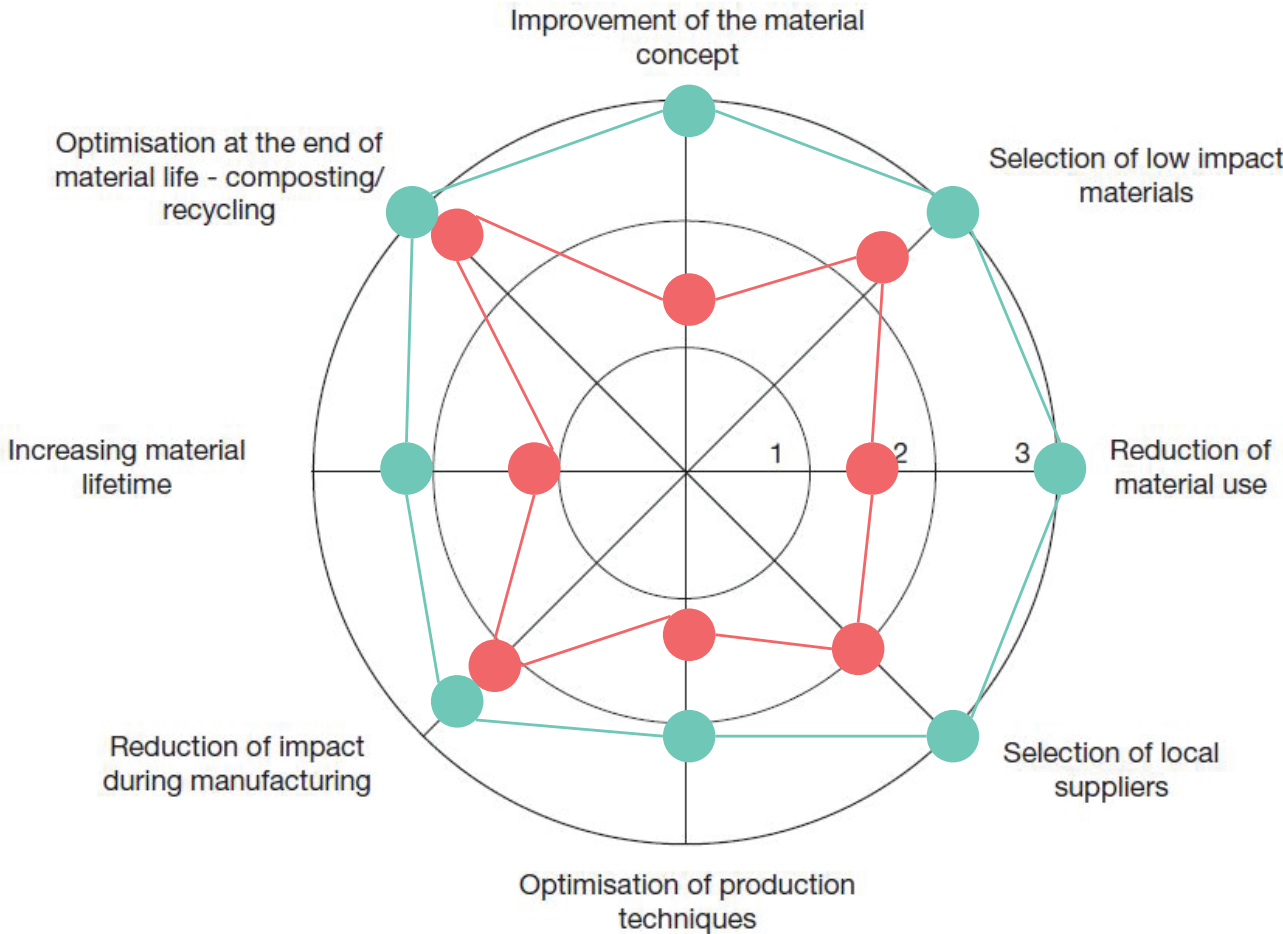 Improvement of the material
concept
Optimisation at the end of
material life - composting/
recycling
Selection of low impact
materials
Increasing material
lifetime
1
2
3
Reduction of
material use
Reduction of impact
during manufacturing
Selection of local
suppliers
Optimisation of production
techniques